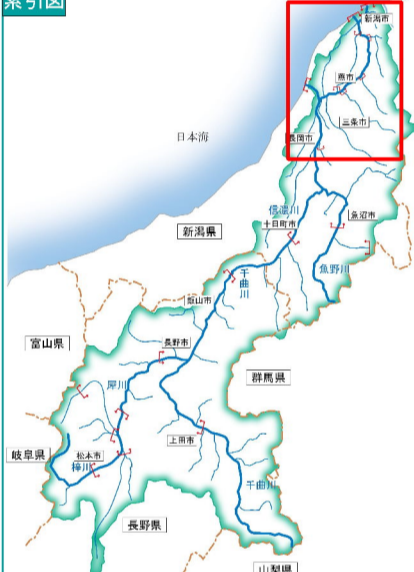 索引図
新潟市
燕市
三条市
長岡市
日本海
信濃川
魚沼市
十日町市
新潟県
魚野川
千曲川
飯山市
富山県
長野市
群馬県
犀川
上田市
岐阜県
松本市
梓川
千曲川
長野県
山梨県